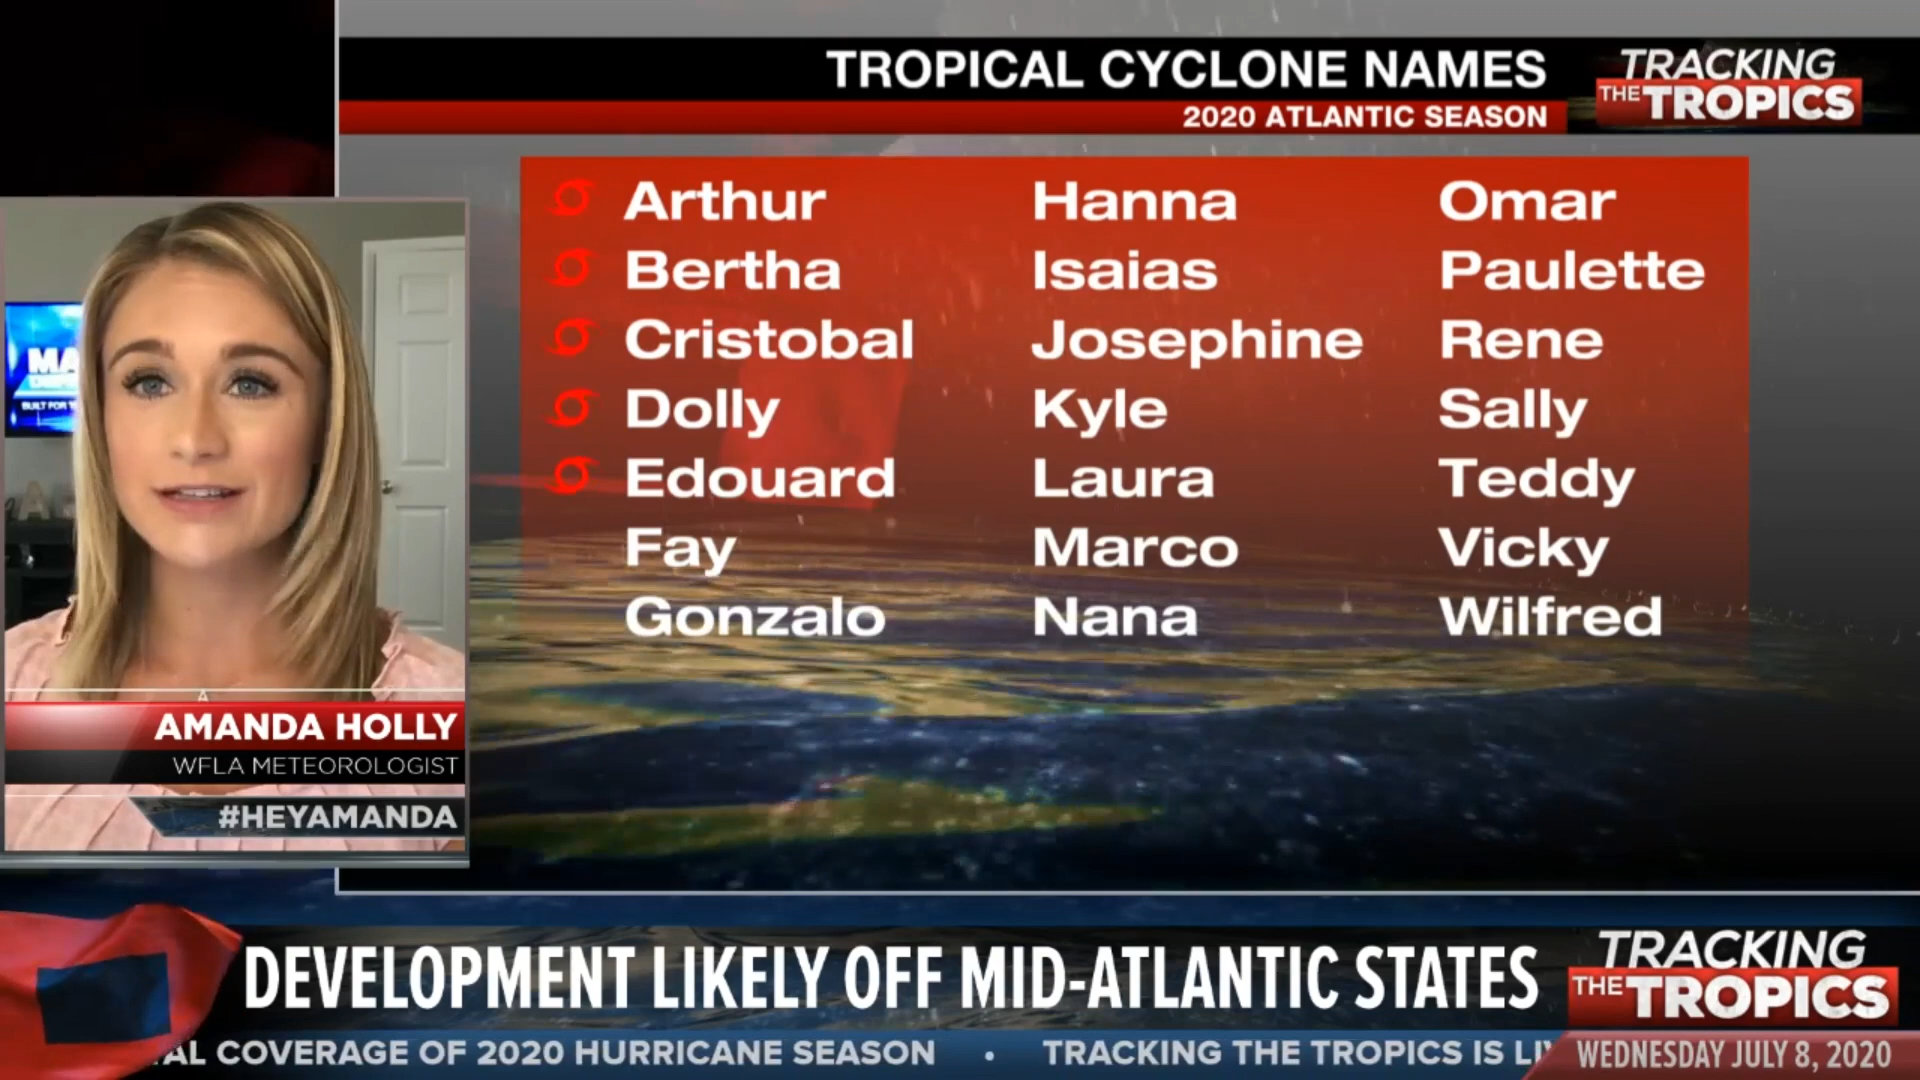 TROPICAL CYCLONE NAMES
2020 ATLANTIC SEASON
TRACKING
THE TROPICS
Arthur Hanna Omar
Bertha Isaias Paulette
Cristobal Josephine Rene
Dolly Kyle Sally
Edouard Laura Teddy
Fay Marco Vicky
Gonzalo Nana Wilfred
MA
BUILT FOR
A
AMANDA HOLLY
WFLA METEOROLOGIST
#HEYAMANDA
DEVELOPMENT LIKELY OFF MID-ATLANTIC STATES
TRACKING
THE TROPICS
AL COVERAGE OF 2020 HURRICANE SEASON • TRACKING THE TROPICS IS LI
WEDNESDAY JULY 8, 2020